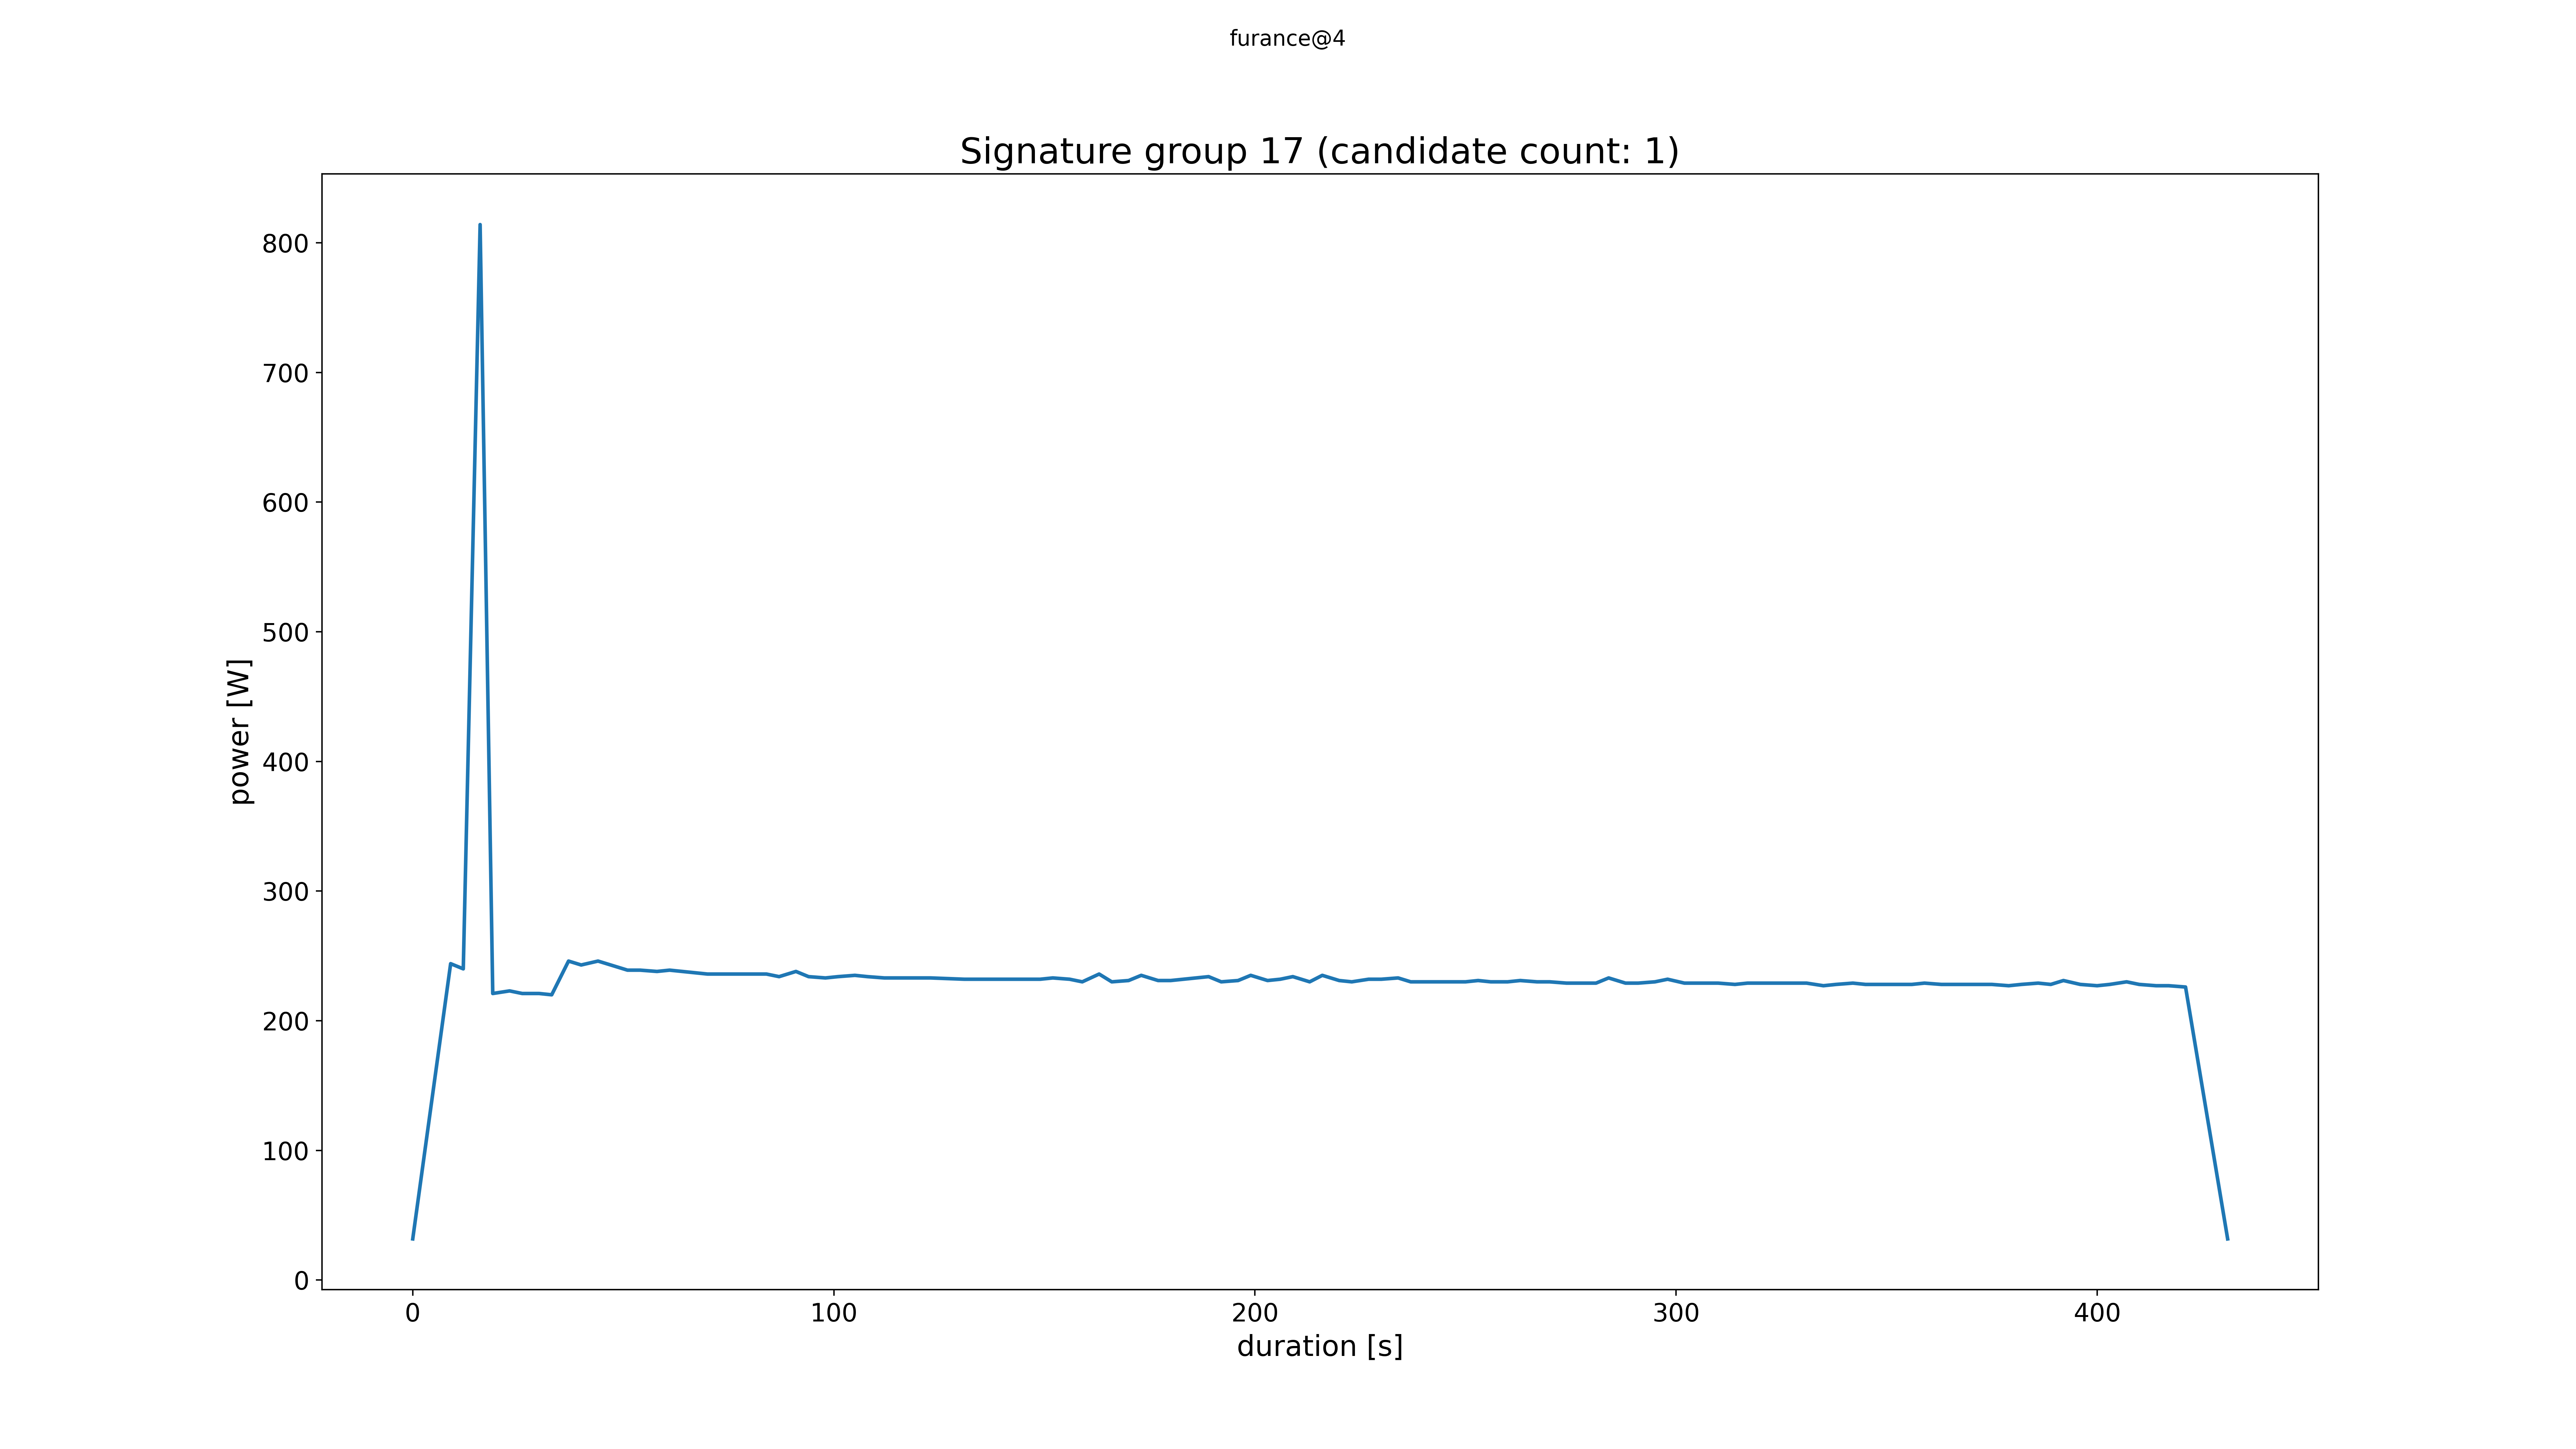 furance@4
Signature group 17 (candidate count: 1)
800
700
600
500
400
300
200
100
0
power [W]
0 100 200 300 400
duration [s]